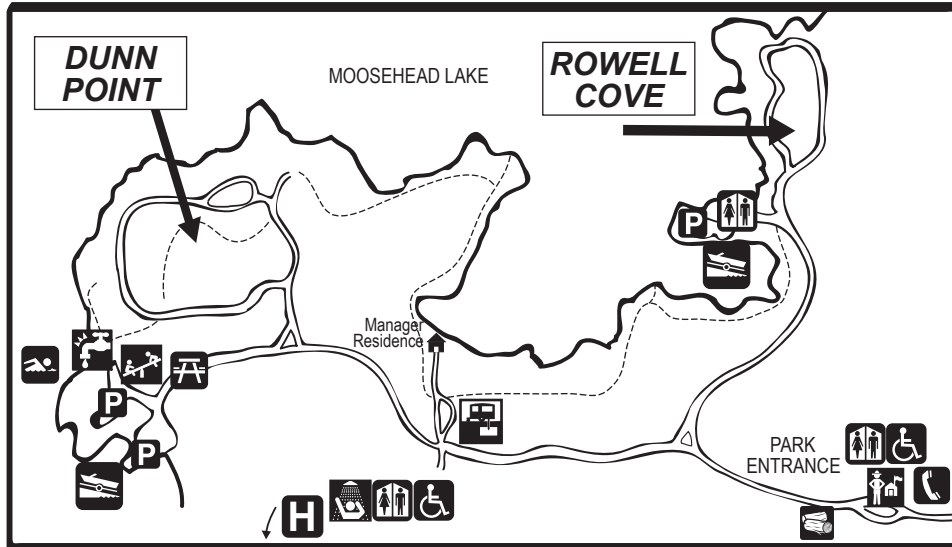 DUNN
POINT
MOOSEHEAD LAKE
ROWELL
COVE
P
Manager
Residence
P
P
PARK
ENTRANCE
H